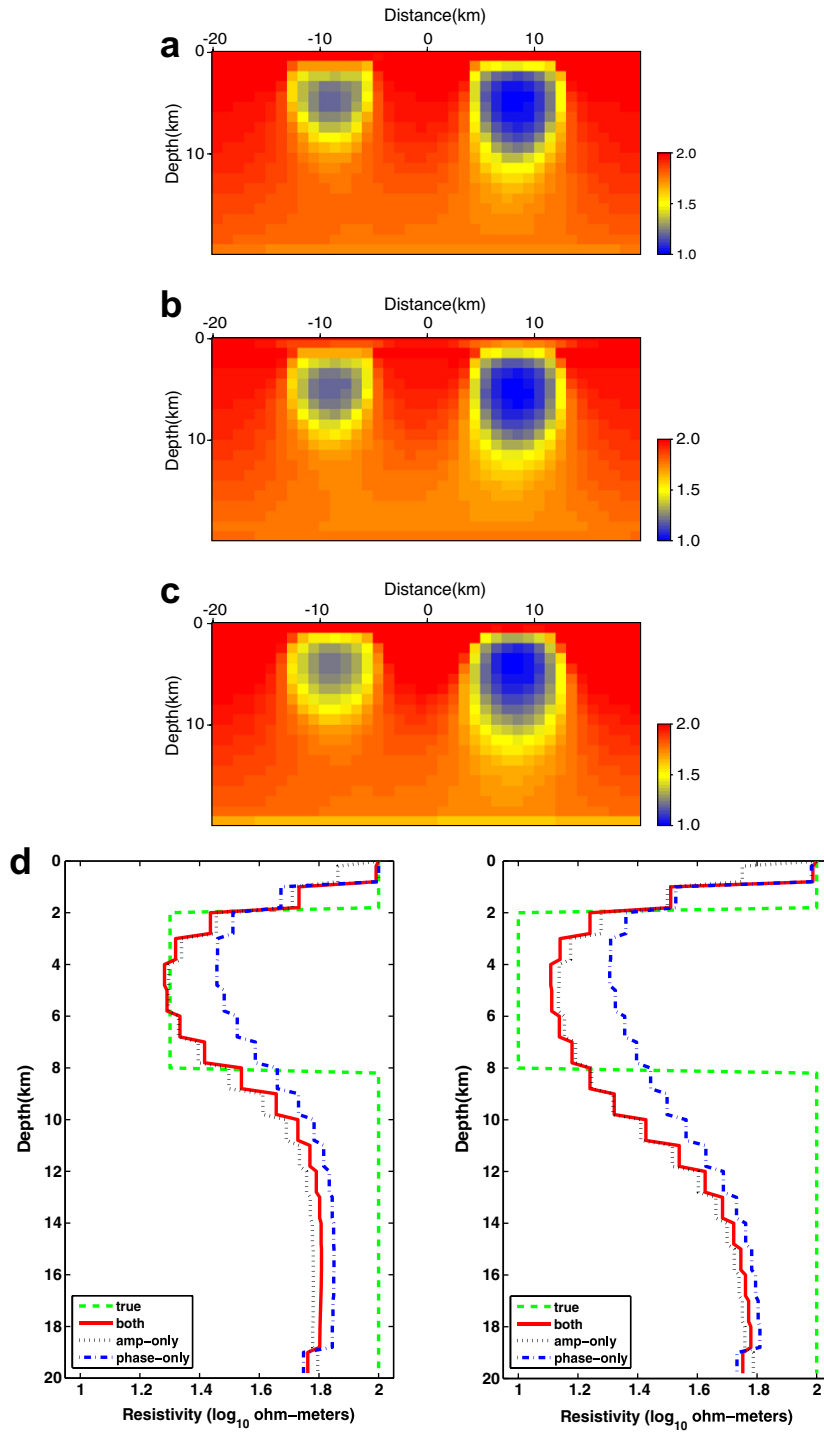 Distance(km)
a
-20 -10 0 10
0
10
Depth(km)
2.0
1.5
1.0
Distance(km)
b
-20 -10 0 10
0
10
Depth(km)
2.0
1.5
1.0
Distance(km)
c
-20 -10 0 10
0
10
Depth(km)
2.0
1.5
1.0
d
0
2
4
6
8
10
12
14
16
18
20
Depth(km)
true
both
amp-only
phase-only
1 1.2 1.4 1.6 1.8 2
Resistivity (log10 ohm-meters)
0
2
4
6
8
10
12
14
16
18
20
Depth(km)
true
both
amp-only
phase-only
1 1.2 1.4 1.6 1.8 2
Resistivity (log10 ohm-meters)